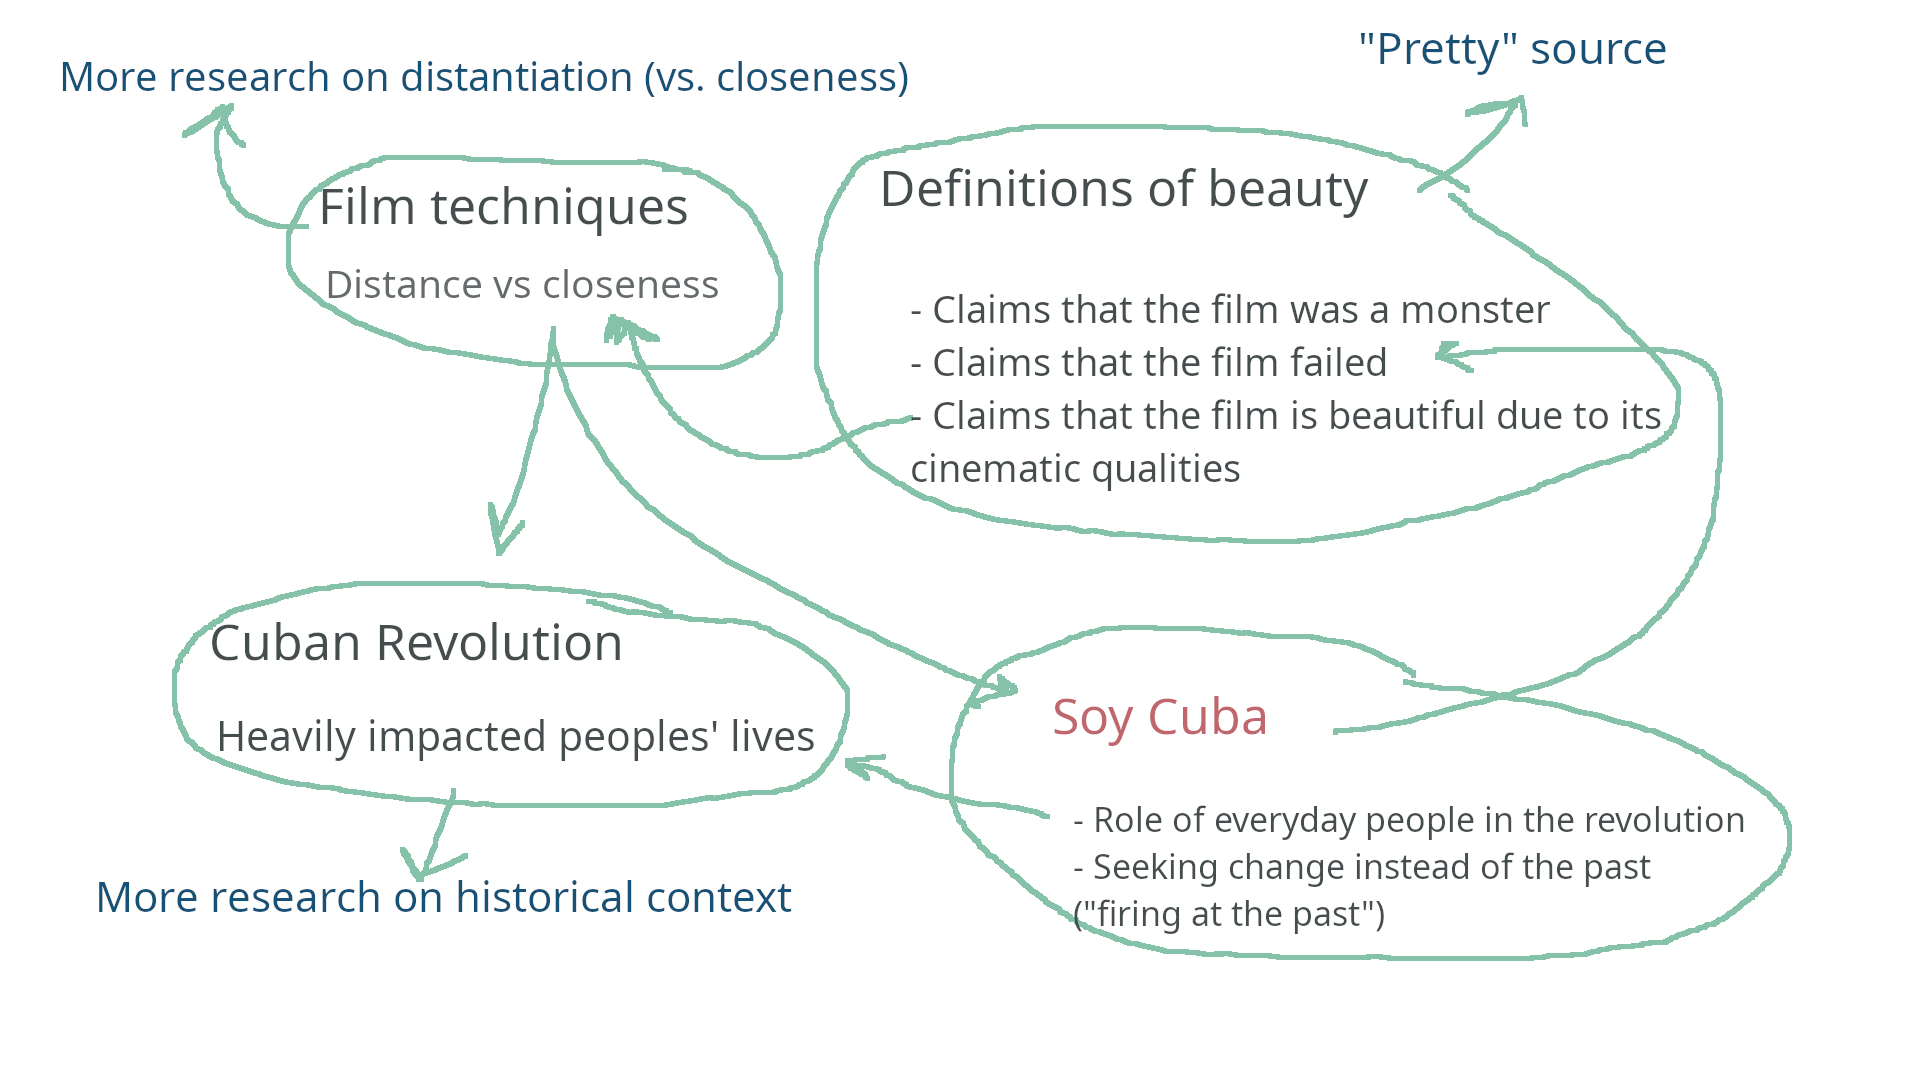 "Pretty" source
More research on distantiation (vs. closeness)
Film techniques
Distance vs closeness
Definitions of beauty
- Claims that the film was a monster
- Claims that the film failed
- Claims that the film is beautiful due to its
cinematic qualities
Cuban Revolution
Heavily impacted peoples' lives
More research on historical context
Soy Cuba
- Role of everyday people in the revolution
- Seeking change instead of the past
("firing at the past")